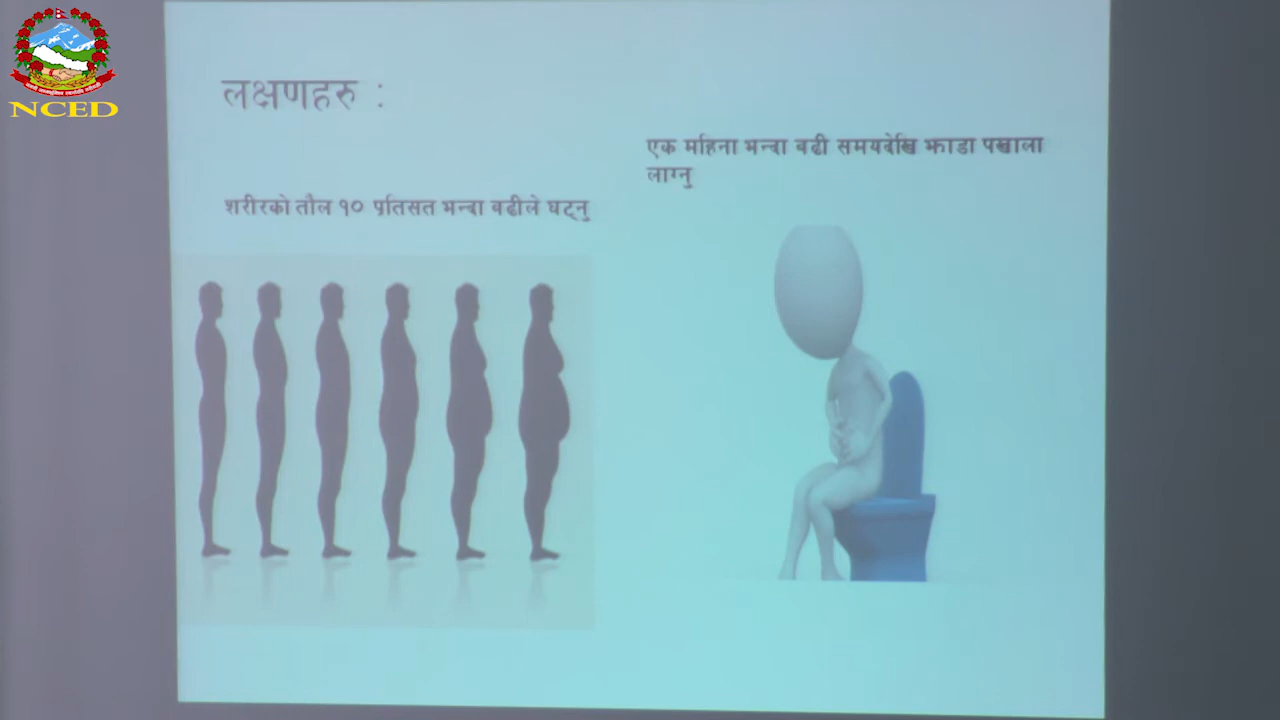 NCED
लक्षणहरु :
एक महिना भन्दा बढी समयदेखि झाडा पखाला
लाग्नु
शरीरको तौल १० प्रतिसत भन्दा बढीले घट्नु